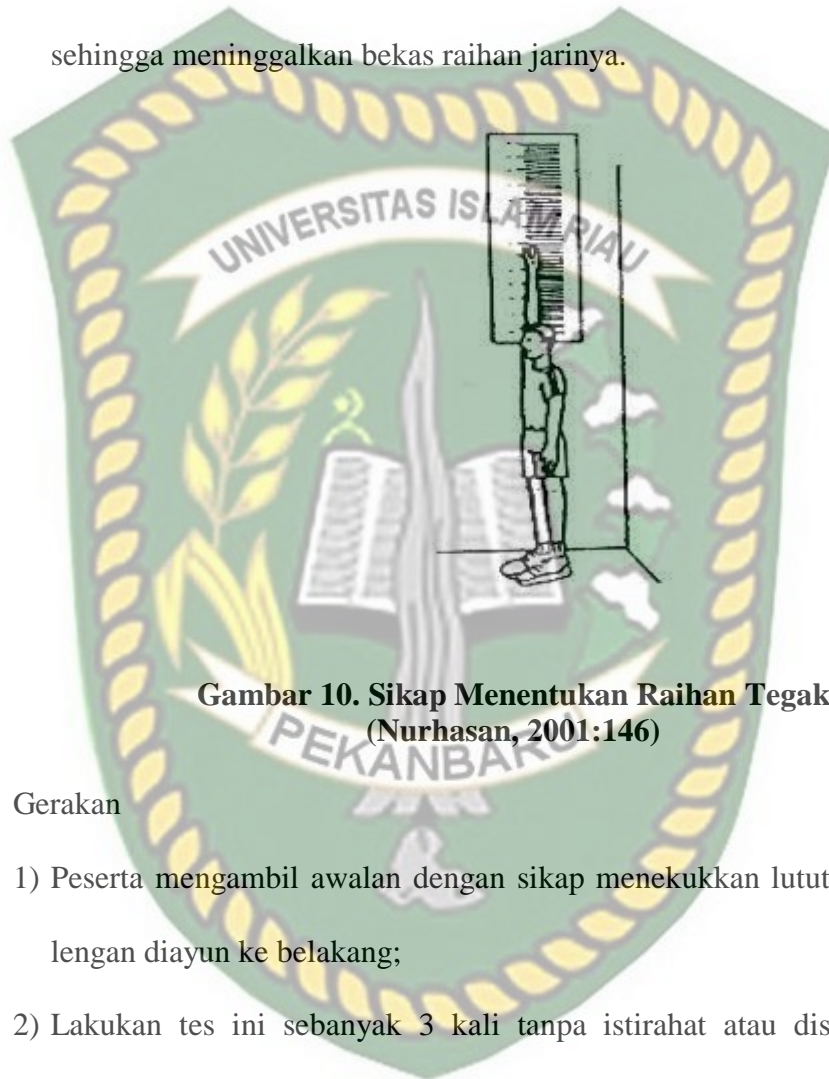 sehingga meninggalkan bekas raihan jarinya.
UNIVERSITAS ISLAM RIAU
Gambar 10. Sikap Menentukan Raihan Tegak
(Nurhasan, 2001:146)
PEKANBARU
Gerakan
1) Peserta mengambil awalan dengan sikap menekukkan lutut
lengan diayun ke belakang;
2) Lakukan tes ini sebanyak 3 kali tanpa istirahat atau dis